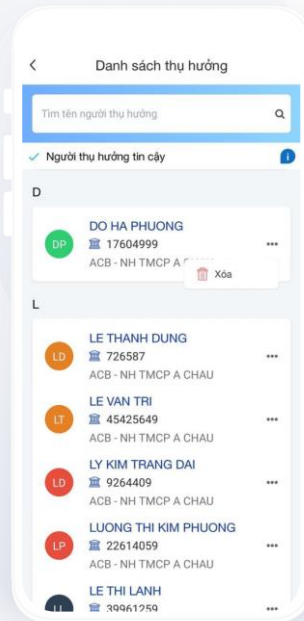 Danh sách thụ hưởng
Tìm tên người thụ hưởng
Người thụ hưởng tin cậy
i
D
DP
DO HA PHUONG
17604999
ACB - NH TMCP A
Xóa
L
LD
LE THANH DUNG
726587
ACB - NH TMCP A CHAU
LT
LE VAN TRI
45425649
ACB - NH TMCP A CHAU
LD
LY KIM TRANG DAI
9264409
ACB - NH TMCP A CHAU
LP
LUONG THI KIM PHUONG
22614059
ACB - NH TMCP A CHAU
LL
LE THI LANH
39961259